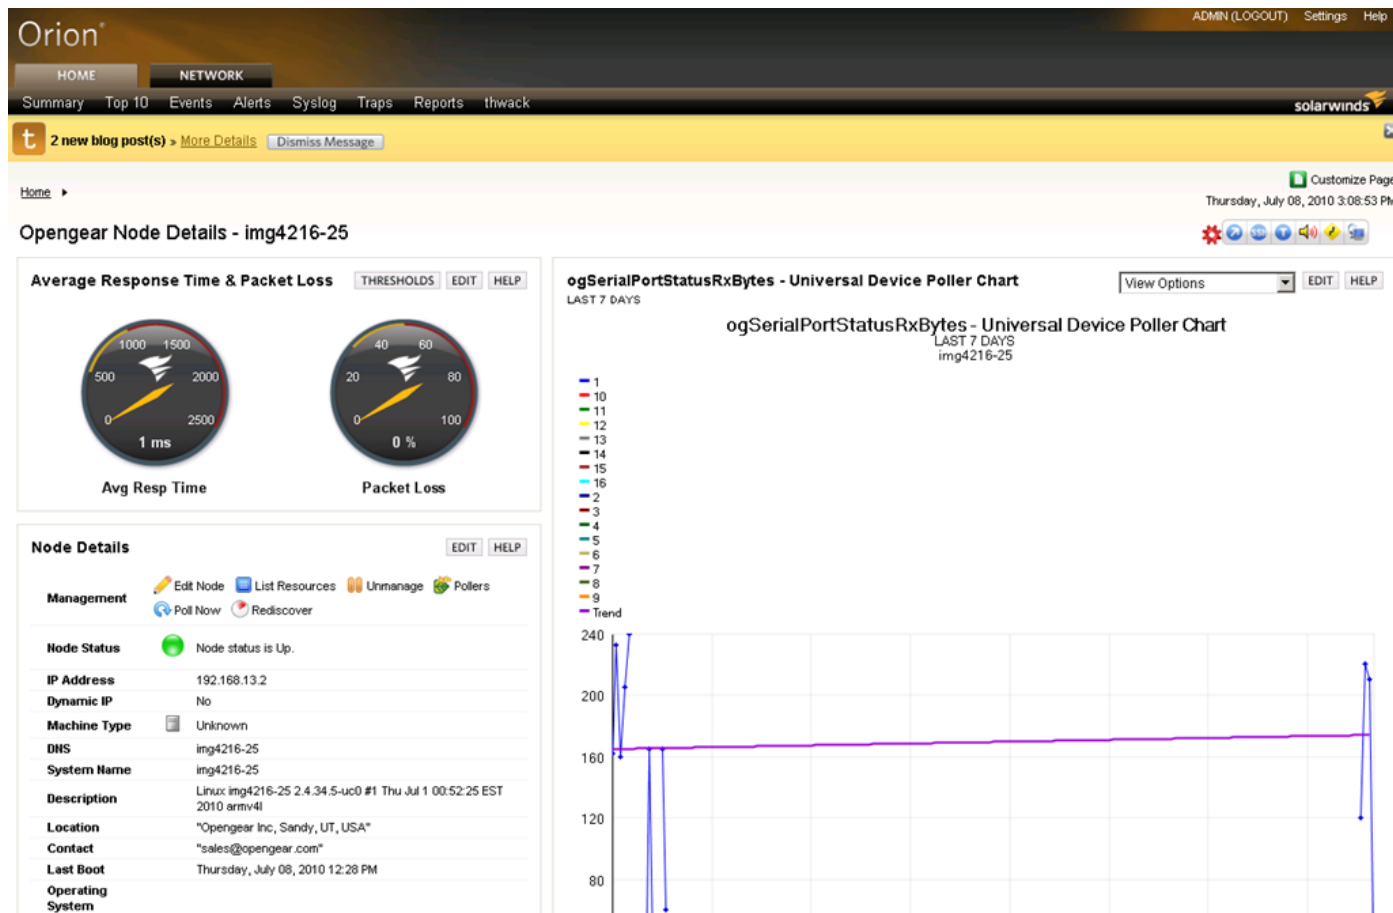 ADMIN (LOGOUT) Settings Help
Orion
HOME NETWORK
Summary Top 10 Events Alerts Syslog Traps Reports thwack
solarwinds
t 2 new blog post(s) » More Details Dismiss Message
Customize Page
Home
Thursday, July 08, 2010 3:08:53 PM
Opengear Node Details - img4216-25
Average Response Time & Packet Loss THRESHOLDS EDIT HELP
0 500 1000 1500 2000 2500
1 ms
Avg Resp Time
0 20 40 60 80 100
0 %
Packet Loss
Node Details EDIT HELP
Management Edit Node List Resources Unmanage Pollers
Poll Now Rediscover
Node Status Node status is Up.
IP Address 192.168.13.2
Dynamic IP No
Machine Type Unknown
DNS img4216-25
System Name img4216-25
Description Linux img4216-25 2.4.34.5-uc0 #1 Thu Jul 1 00:52:25 EST
2010 armv4l
Location "Opengear Inc, Sandy, UT, USA"
Contact "sales@opengear.com"
Last Boot Thursday, July 08, 2010 12:28 PM
Operating
System
ogSerialPortStatusRxBytes - Universal Device Poller Chart View Options EDIT HELP
LAST 7 DAYS
ogSerialPortStatusRxBytes - Universal Device Poller Chart
LAST 7 DAYS
img4216-25
1
10
11
12
13
14
15
16
2
3
4
5
6
7
8
9
Trend
240
200
160
120
80